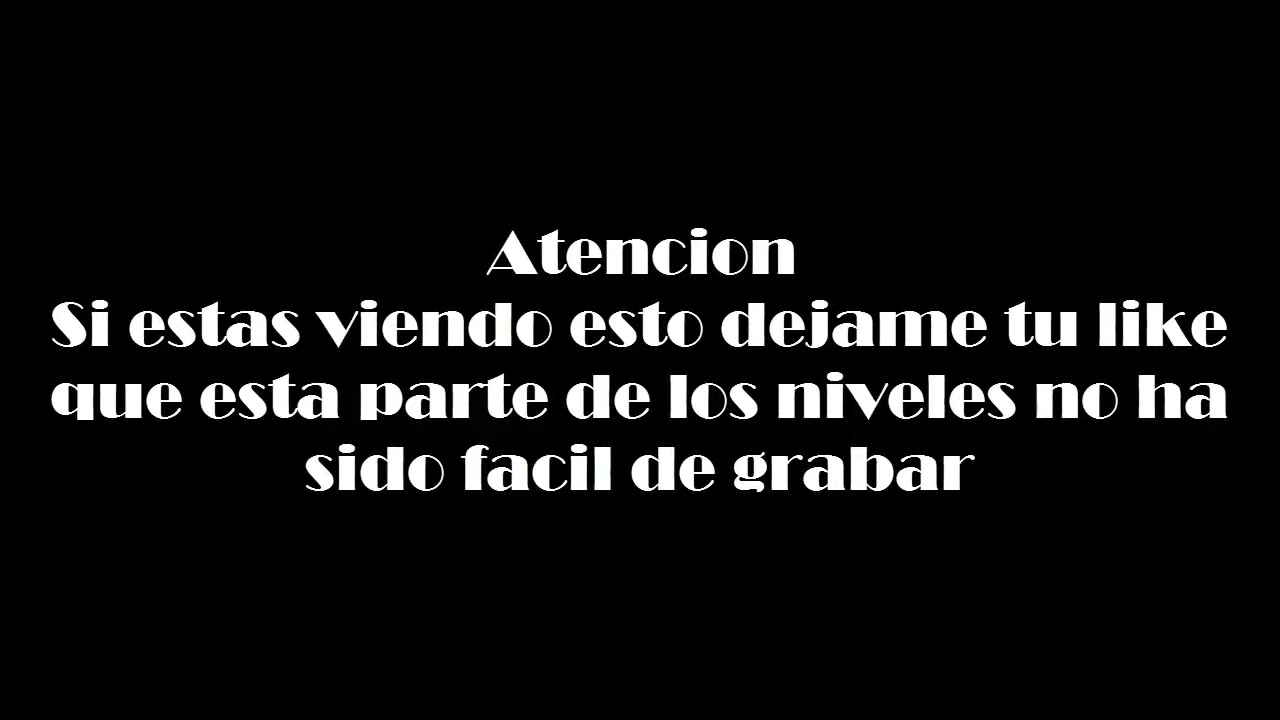 Atencion
Si estas viendo esto dejame tu like
que esta parte de los niveles no ha
sido facil de grabar